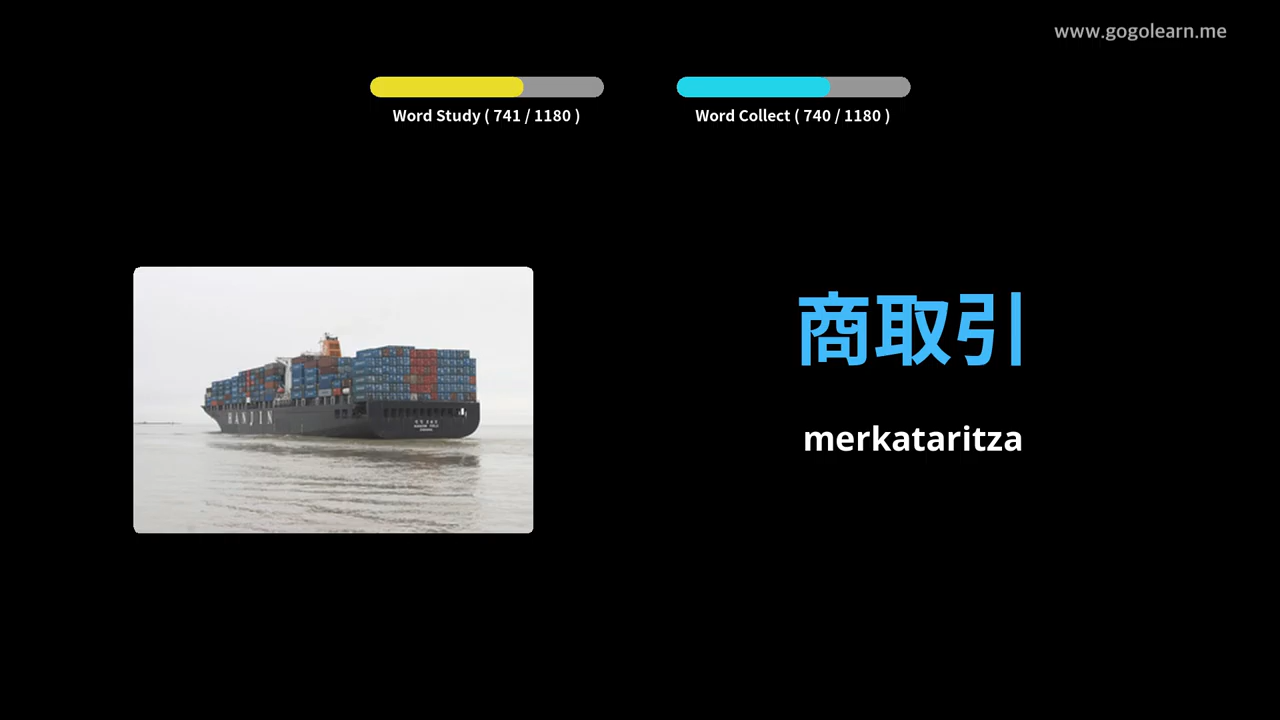 www.gogolearn.me
Word Study ( 741 / 1180 )
Word Collect ( 740 / 1180 )
商取引
merkataritza
HANJIN